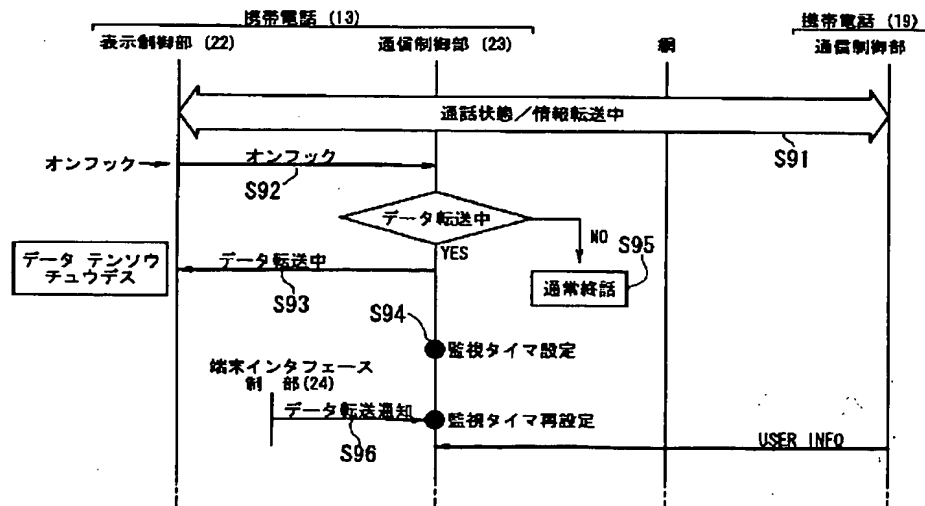 携帯電話 (13)
携帯電話 (19)
表示制御部 (22)
通信制御部 (23)
網
通信制御部
通話状態／情報転送中
S91
オンフック
オンフック
S92
データ転送中
NO
S95
YES
データ テンソウ
チュウデス
データ転送中
通常終話
S93
S94
監視タイマ設定
端末インタフェース
制 部(24)
データ転送通知
監視タイマ再設定
S96
USER INFO